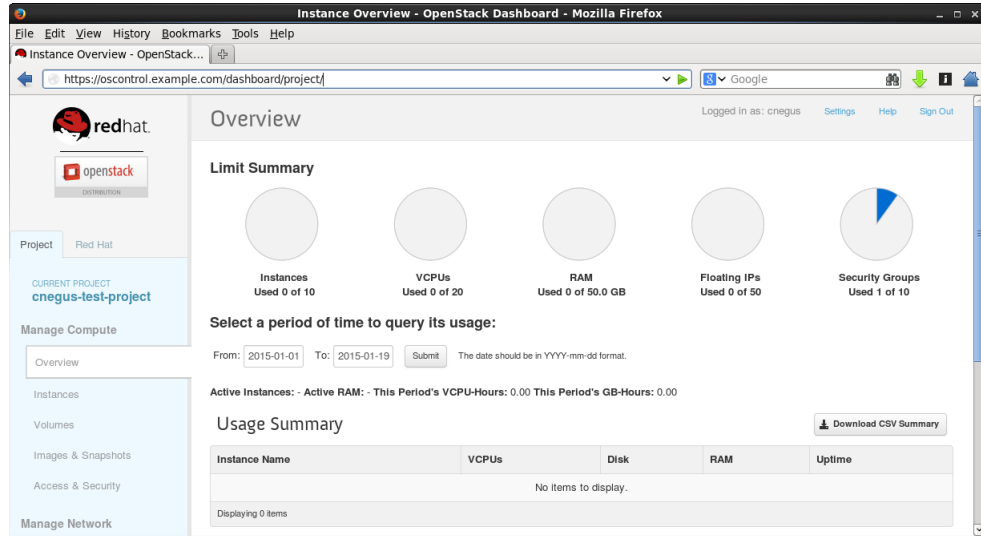 Instance Overview - OpenStack Dashboard - Mozilla Firefox
File Edit View History Bookmarks Tools Help
Instance Overview - OpenStack...
https://oscontrol.example.com/dashboard/project/
Google
redhat.
openstack
DISTRIBUTION
Overview
Logged in as: cnegus Settings Help Sign Out
Project Red Hat
CURRENT PROJECT
cnegus-test-project
Manage Compute
Overview
Instances
Volumes
Images & Snapshots
Access & Security
Manage Network
Limit Summary
Instances
Used 0 of 10
VCPUs
Used 0 of 20
RAM
Used 0 of 50.0 GB
Floating IPs
Used 0 of 50
Security Groups
Used 1 of 10
Select a period of time to query its usage:
From: 2015-01-01 To: 2015-01-19 Submit The date should be in YYYY-mm-dd format.
Active Instances: - Active RAM: - This Period's VCPU-Hours: 0.00 This Period's GB-Hours: 0.00
Usage Summary
Download CSV Summary
Instance Name VCPUs Disk RAM Uptime
No items to display.
Displaying 0 items